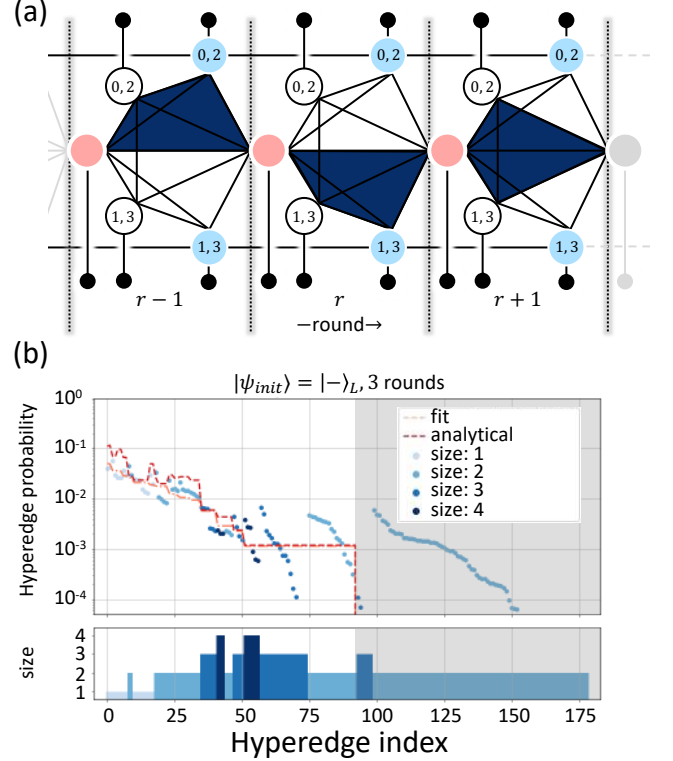 (a)
0, 2
0, 2
0, 2
0, 2
0, 2
0, 2
1, 3
1, 3
1, 3
1, 3
1, 3
1, 3
r − 1
r
r + 1
−round→
(b)
|ψ_init⟩ = |−⟩_L, 3 rounds
Hyperedge probability
10⁰
10⁻¹
10⁻²
10⁻³
10⁻⁴
fit
analytical
size: 1
size: 2
size: 3
size: 4
size
4
3
2
1
0 25 50 75 100 125 150 175
Hyperedge index